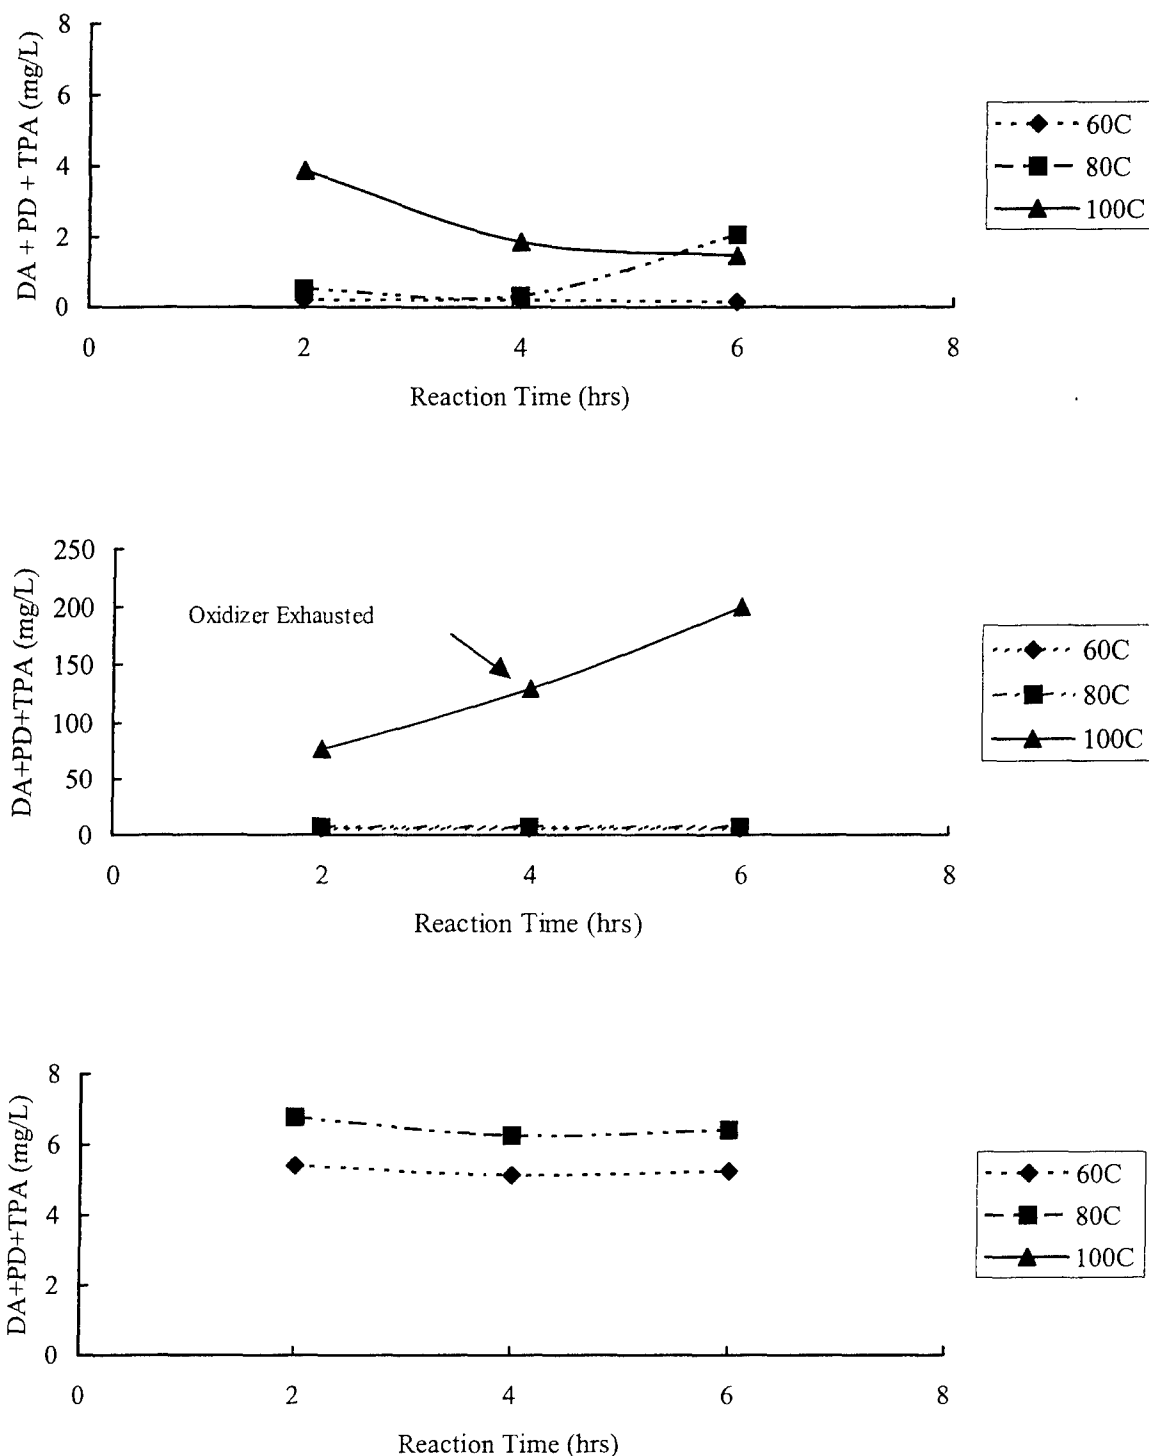 DA + PD + TPA (mg/L)
8
6
4
2
0
0 2 4 6 8
Reaction Time (hrs)
60C
80C
100C
DA+PD+TPA (mg/L)
250
200
150
100
50
0
Oxidizer Exhausted
0 2 4 6 8
Reaction Time (hrs)
60C
80C
100C
DA+PD+TPA (mg/L)
8
6
4
2
0
0 2 4 6 8
Reaction Time (hrs)
60C
80C
100C